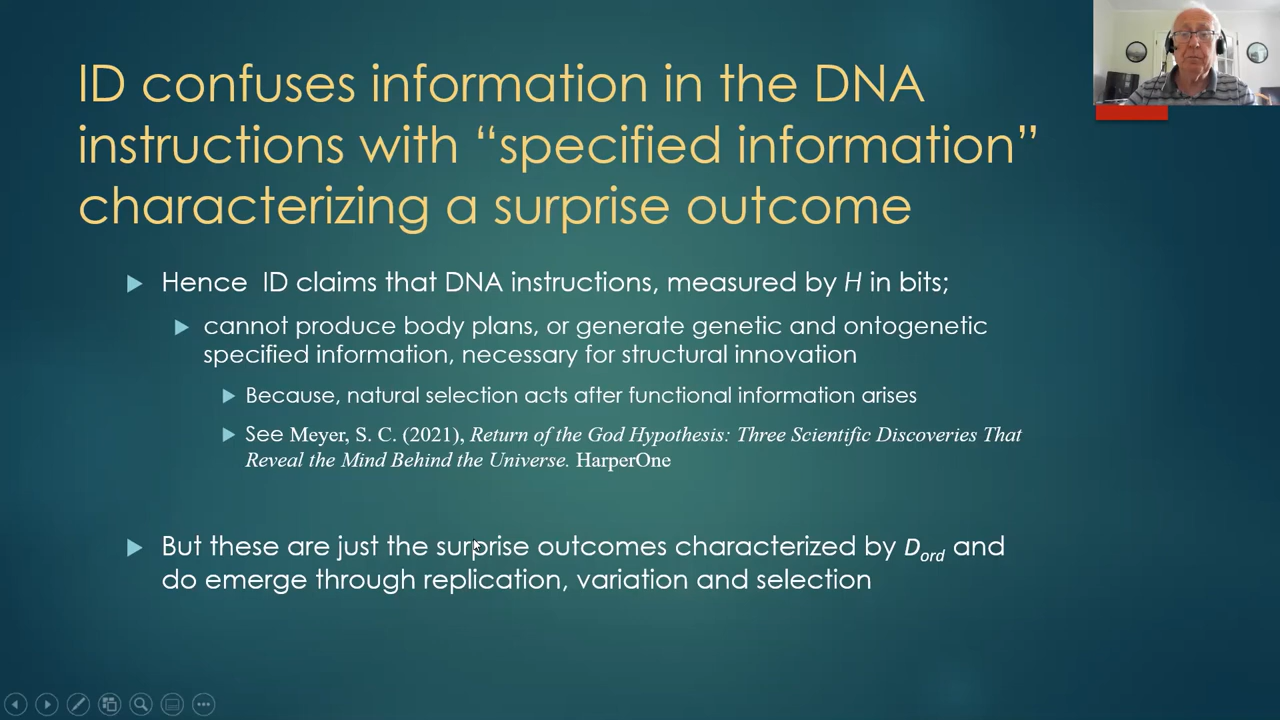 ID confuses information in the DNA
instructions with “specified information”
characterizing a surprise outcome
Hence  ID claims that DNA instructions, measured by H in bits;
cannot produce body plans, or generate genetic and ontogenetic
specified information, necessary for structural innovation
Because, natural selection acts after functional information arises
See Meyer, S. C. (2021), Return of the God Hypothesis: Three Scientific Discoveries That
Reveal the Mind Behind the Universe. HarperOne
But these are just the surprise outcomes characterized by Dord and
do emerge through replication, variation and selection